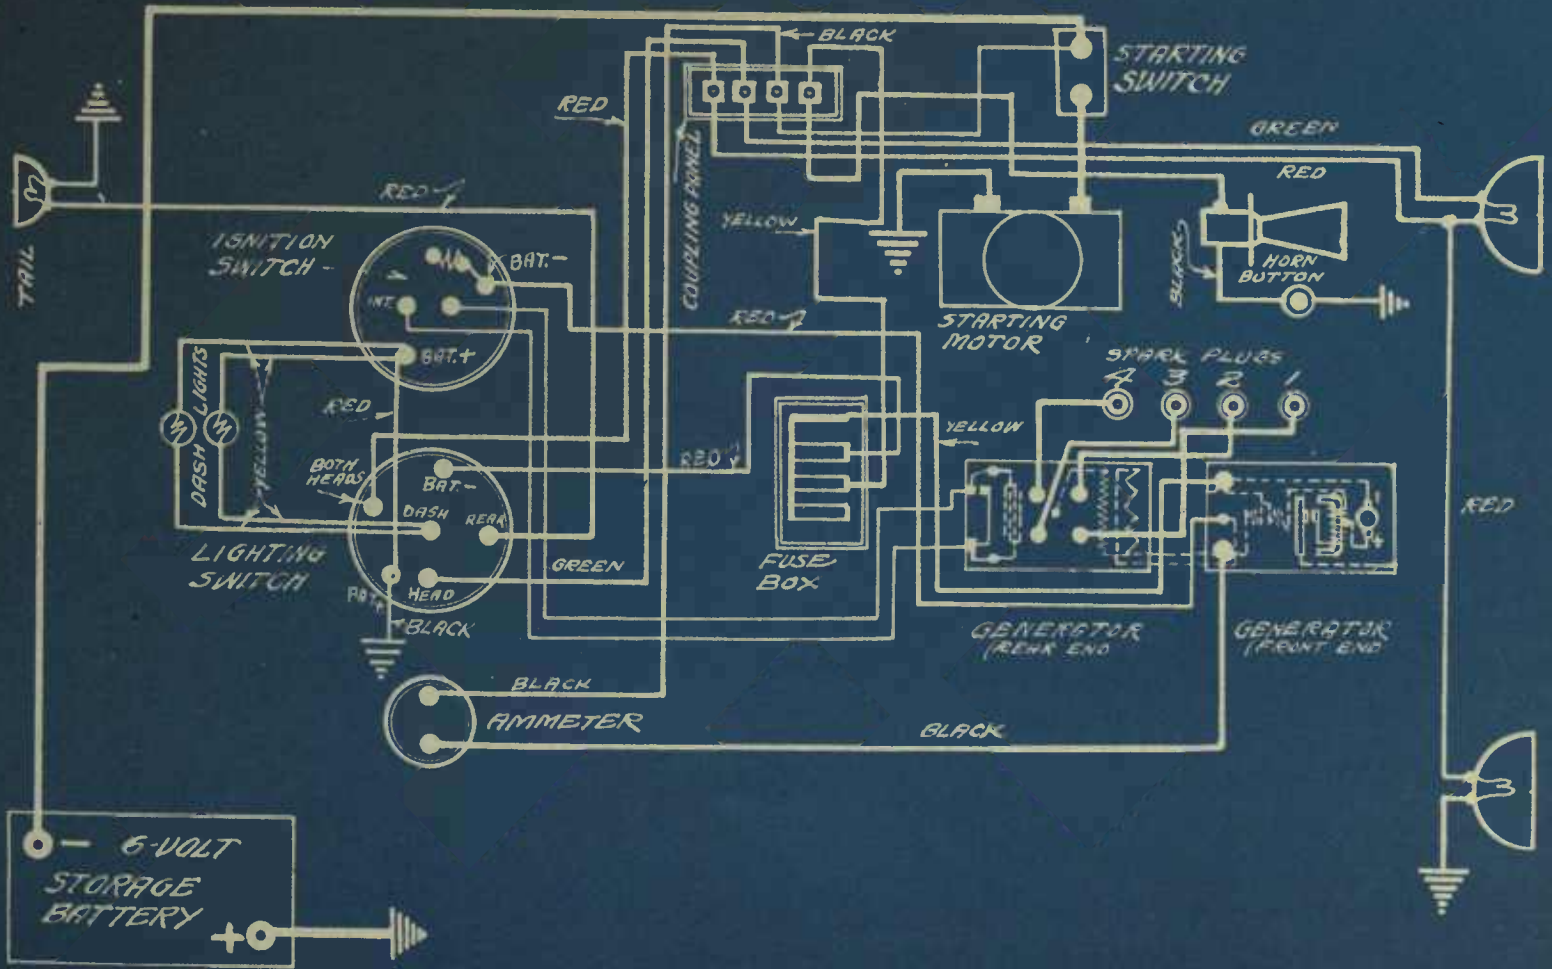 BLACK
STARTING
SWITCH
RED
GREEN
RED
COUPLING PANEL
RED
YELLOW
TAIL
IGNITION
SWITCH -
BAT. -
INT.
BAT. +
HORN
BUTTON
BLACK
STARTING
MOTOR
RED
SPARK PLUGS
4 3 2 1
DASH LIGHTS
YELLOW
RED
YELLOW
BOTH
HEADS
BAT. -
RED
DASH
REAR
RED
LIGHTING
SWITCH
GREEN
FUSE
BOX
BAT +
HEAD
BLACK
GENERATOR
(REAR END
GENERATOR
(FRONT END
BLACK
AMMETER
BLACK
- 6-VOLT
STORAGE
BATTERY
+